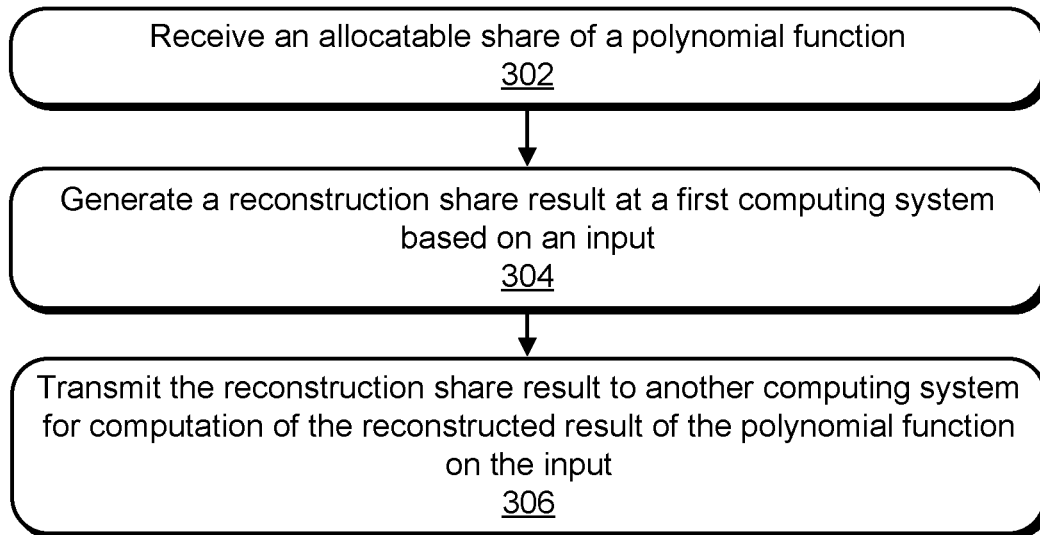 Receive an allocatable share of a polynomial function
302
Generate a reconstruction share result at a first computing system
based on an input
304
Transmit the reconstruction share result to another computing system
for computation of the reconstructed result of the polynomial function
on the input
306